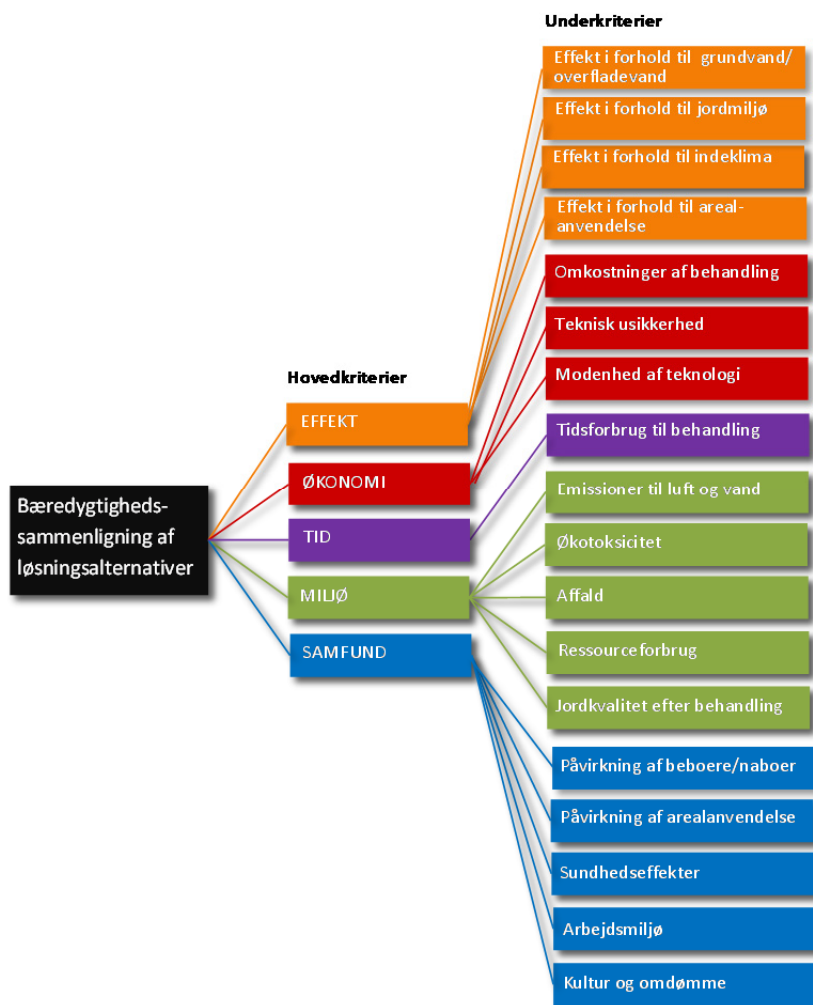 Underkriterier
Effekt i forhold til grundvand/
overfladevand
Effekt i forhold til jordmiljø
Effekt i forhold til indeklima
Effekt i forhold til areal-
anvendelse
Omkostninger af behandling
Teknisk usikkerhed
Modenhed af teknologi
Tidsforbrug til behandling
Emissioner til luft og vand
Økotoksicitet
Affald
Ressourceforbrug
Jordkvalitet efter behandling
Påvirkning af beboere/naboer
Påvirkning af arealanvendelse
Sundhedseffekter
Arbejdsmiljø
Kultur og omdømme
Hovedkriterier
EFFEKT
ØKONOMI
TID
MILJØ
SAMFUND
Bæredygtigheds-
sammenligning af
løsningsalternativer